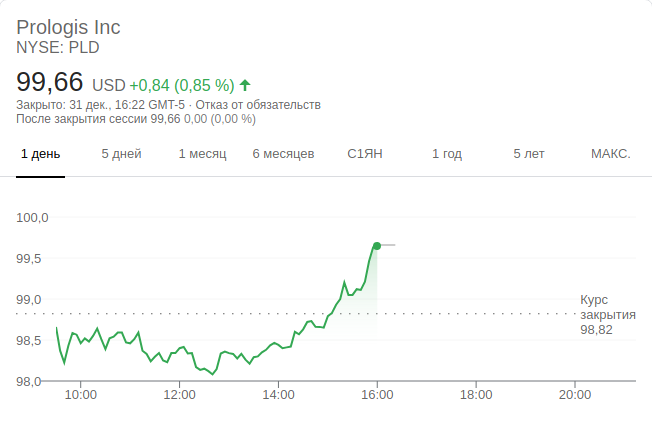 Prologis Inc
NYSE: PLD
99,66 USD +0,84 (0,85 %)
Закрыто: 31 дек., 16:22 GMT-5 · Отказ от обязательств
После закрытия сессии 99,66 0,00 (0,00 %)
1 день 5 дней 1 месяц 6 месяцев С1ЯН 1 год 5 лет МАКС.
100,0
99,5
99,0
98,5
98,0
Курс
закрытия
98,82
10:00 12:00 14:00 16:00 18:00 20:00